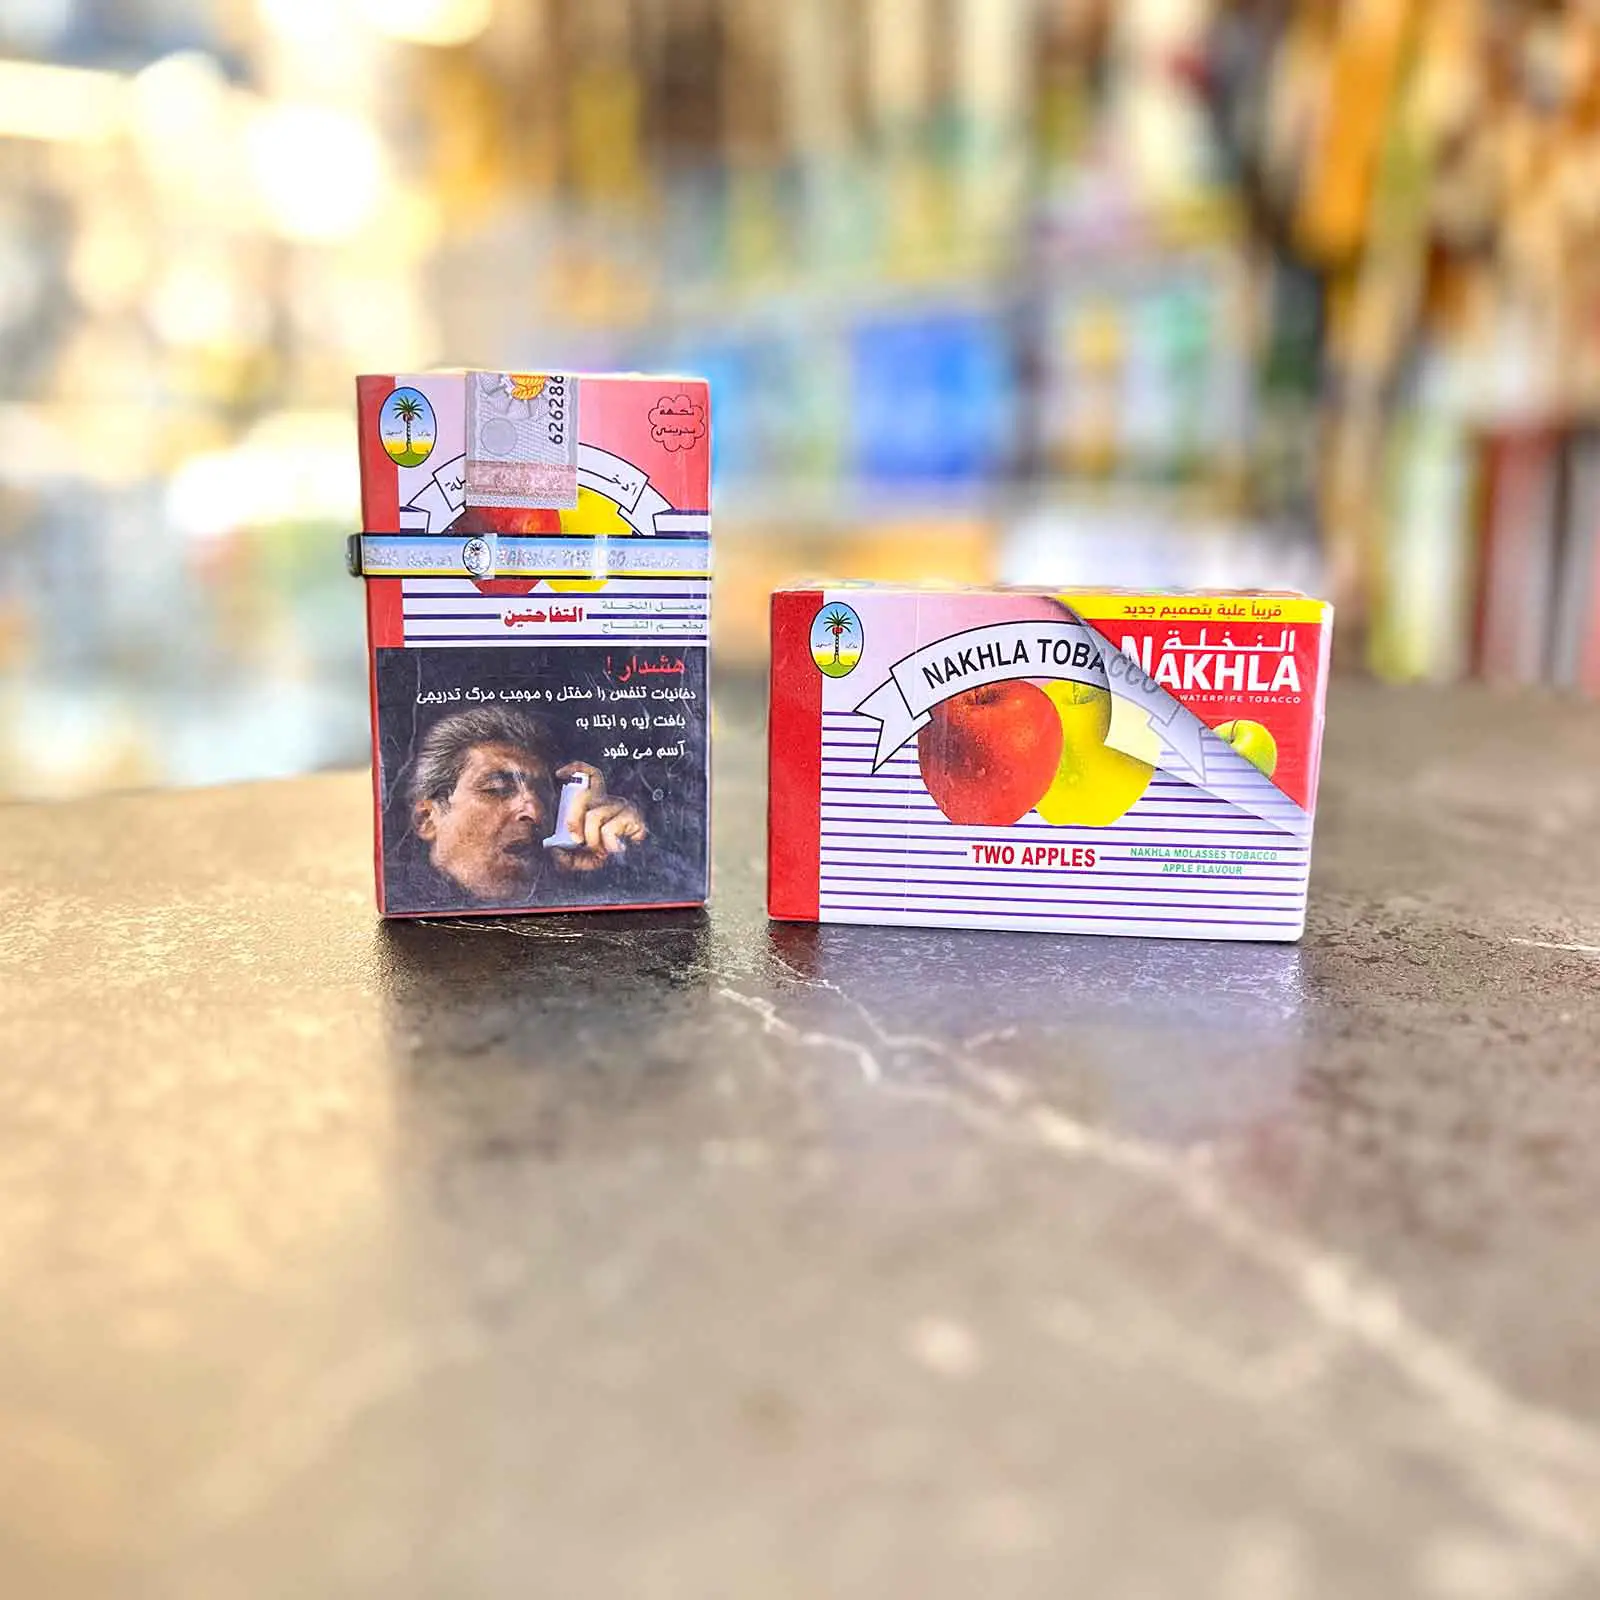 626286
نكهة
بحريني
التفاحتين
معسل النخلة
بطعم التفاح
هشدار !
دخانیات تنفس را مختل و موجب مرگ تدریجی
بافت ریه و ابتلا به
آسم می شود
قريباً علبة بتصميم جديد
النخلة
NAKHLA
WATERPIPE TOBACCO
NAKHLA TOBACCO
TWO APPLES
NAKHLA MOLASSES TOBACCO
APPLE FLAVOUR